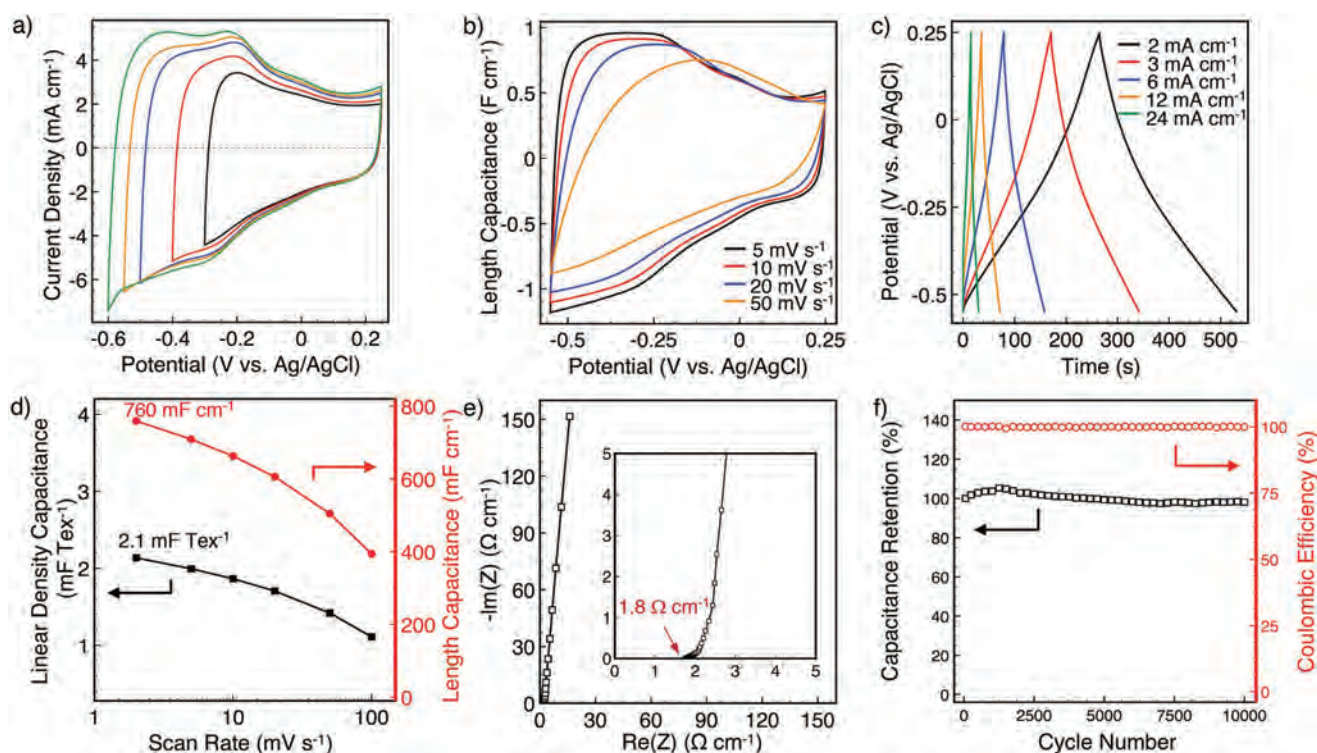 a)
Current Density (mA cm⁻¹)
4
2
0
-2
-4
-6
-0.6
-0.4
-0.2
0
0.2
Potential (V vs. Ag/AgCl)
b)
Length Capacitance (F cm⁻¹)
1
0.5
0
-0.5
-1
-0.5
-0.25
0
0.25
Potential (V vs. Ag/AgCl)
5 mV s⁻¹
10 mV s⁻¹
20 mV s⁻¹
50 mV s⁻¹
c)
Potential (V vs. Ag/AgCl)
0.25
0
-0.25
-0.5
0
100
200
300
400
500
Time (s)
2 mA cm⁻¹
3 mA cm⁻¹
6 mA cm⁻¹
12 mA cm⁻¹
24 mA cm⁻¹
d)
Linear Density Capacitance
(mF Tex⁻¹)
4
3
2
1
760 mF cm⁻¹
2.1 mF Tex⁻¹
800
600
400
200
0
Length Capacitance (mF cm⁻¹)
1
10
100
Scan Rate (mV s⁻¹)
e)
-Im(Z) (Ω cm⁻¹)
150
120
90
60
30
0
0
30
60
90
120
150
Re(Z) (Ω cm⁻¹)
5
4
3
2
1
0
0
1
2
3
4
5
1.8 Ω cm⁻¹
f)
Capacitance Retention (%)
140
120
100
80
60
40
20
0
0
2500
5000
7500
10000
Cycle Number
100
75
50
25
0
Coulombic Efficiency (%)